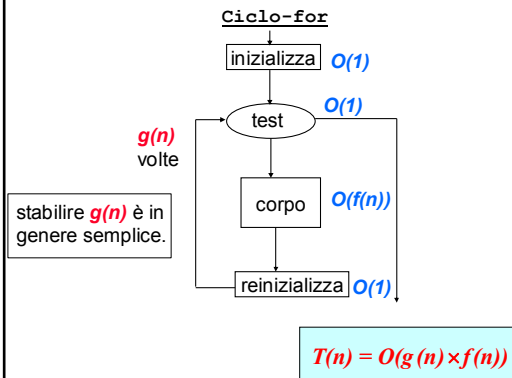 Ciclo-for
inizializza O(1)
test O(1)
g(n)
volte
corpo O(f(n))
stabilire g(n) è in
genere semplice.
reinizializza O(1)
T(n) = O(g(n)×f(n))